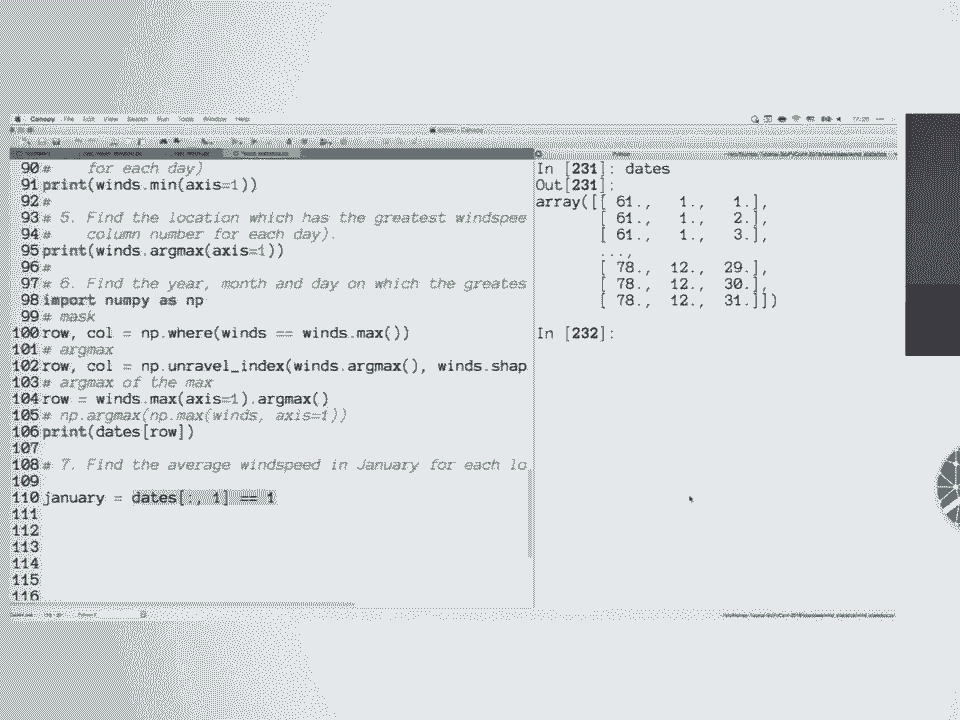 Canopy File Edit View Search Run Tools Window Help
90 #    for each day)
91 print(winds.min(axis=1))
92 #
93 # 5. Find the location which has the greatest windspee
94 #    column number for each day).
95 print(winds.argmax(axis=1))
96 #
97 # 6. Find the year, month and day on which the greates
98 import numpy as np
99 # mask
100 row, col = np.where(winds == winds.max())
101 # argmax
102 row, col = np.unravel_index(winds.argmax(), winds.shap
103 # argmax of the max
104 row = winds.max(axis=1).argmax()
105 # np.argmax(np.max(winds, axis=1))
106 print(dates[row])
107
108 # 7. Find the average windspeed in January for each lo
109
110 january = dates[:, 1] == 1
111
112
113
114
115
116
In [231]: dates
Out[231]:
array([[ 61.,   1.,   1.],
[ 61.,   1.,   2.],
[ 61.,   1.,   3.],
...,
[ 78.,  12.,  29.],
[ 78.,  12.,  30.],
[ 78.,  12.,  31.]])
In [232]: